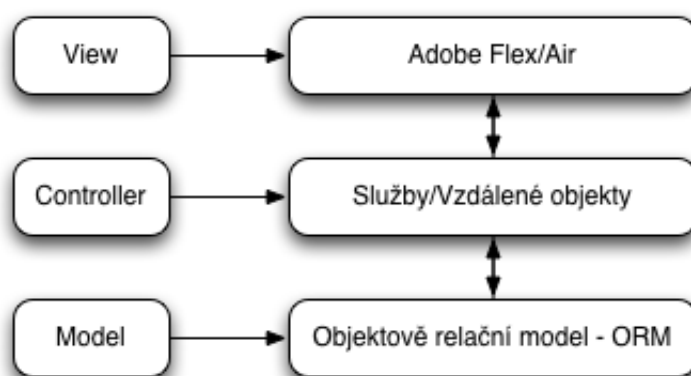 View
Adobe Flex/Air
Controller
Služby/Vzdálené objekty
Model
Objektově relační model - ORM